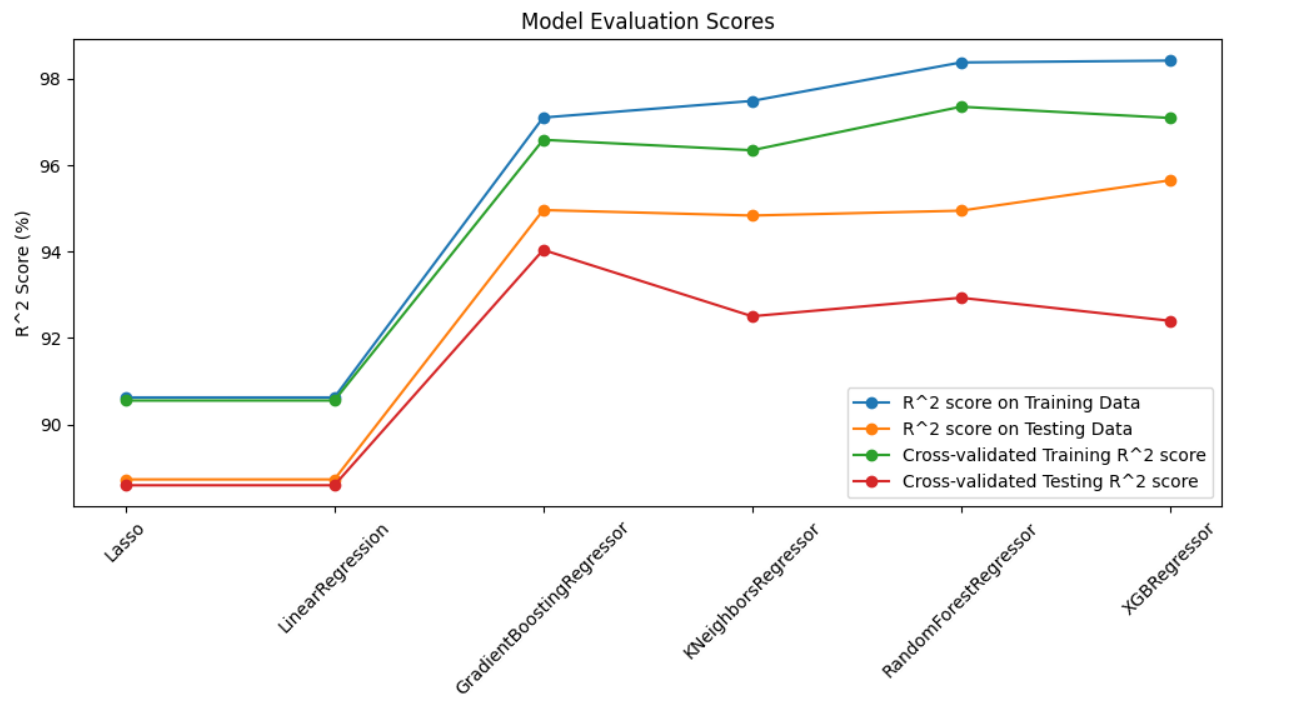 Model Evaluation Scores
R^2 Score (%)
98
96
94
92
90
R^2 score on Training Data
R^2 score on Testing Data
Cross-validated Training R^2 score
Cross-validated Testing R^2 score
Lasso
LinearRegression
GradientBoostingRegressor
KNeighborsRegressor
RandomForestRegressor
XGBRegressor